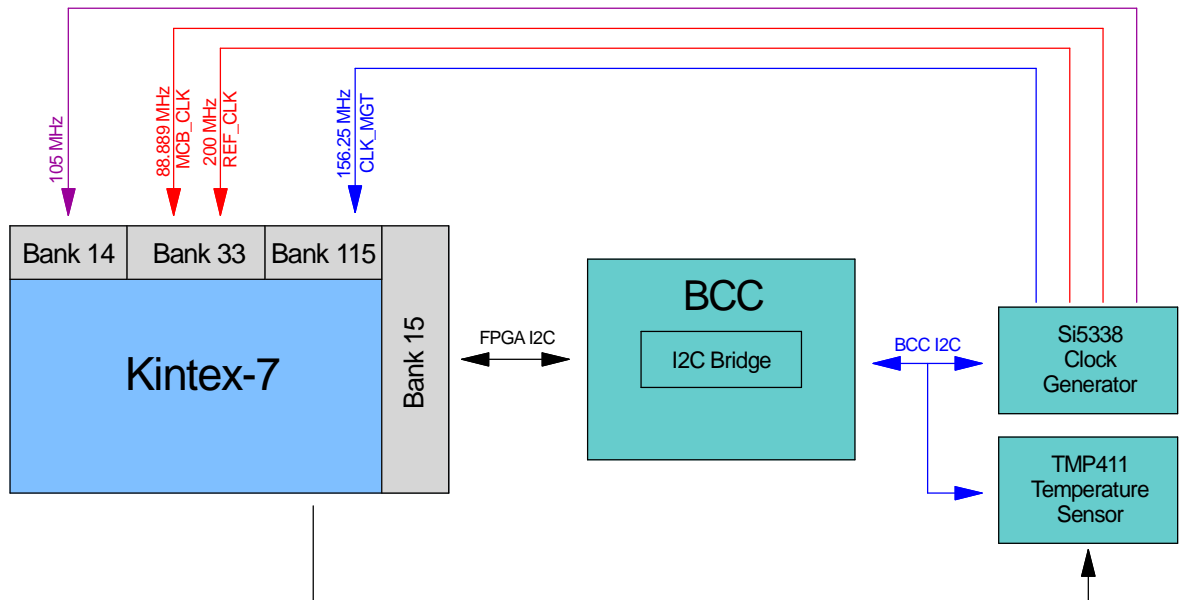 105 MHz
88.889 MHz
MCB_CLK
200 MHz
REF_CLK
156.25 MHz
CLK_MGT
Bank 14
Bank 33
Bank 115
Bank 15
Kintex-7
FPGA I2C
BCC
I2C Bridge
BCC I2C
Si5338
Clock
Generator
TMP411
Temperature
Sensor